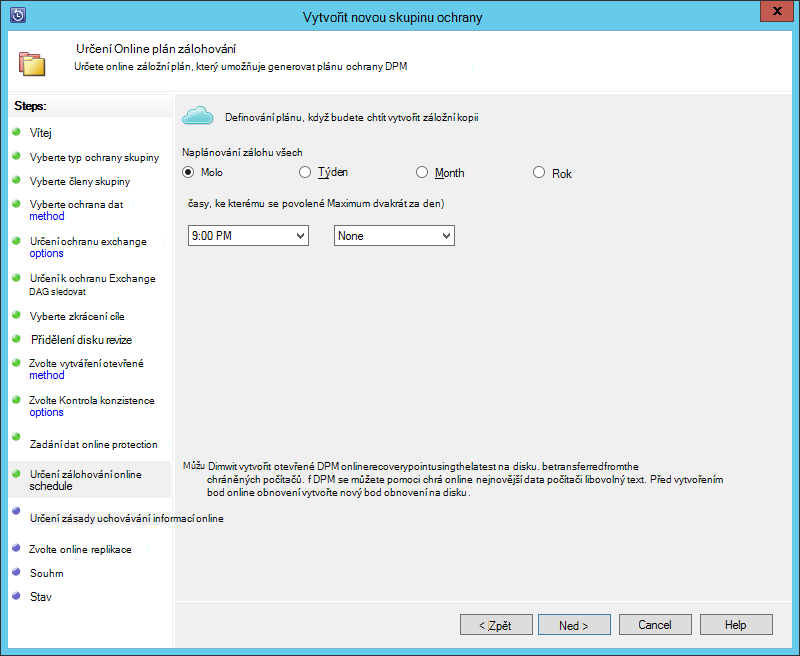 Vytvořit novou skupinu ochrany
X
Určení Online plán zálohování
Určete online záložní plán, který umožňuje generovat plánu ochrany DPM
Steps:
Vítej
Vyberte typ ochrany skupiny
Vyberte členy skupiny
Vyberte ochrana dat
method
Určení ochranu exchange
options
Určení k ochranu Exchange
DAG sledovat
Vyberte zkrácení cíle
Přidělení disku revize
Zvolte vytváření otevřené
method
Zvolte Kontrola konzistence
options
Zadání dat online protection
Určení zálohování online
schedule
Určení zásady uchovávání informací online
Zvolte online replikace
Souhrn
Stav
Definování plánu, když budete chtít vytvořit záložní kopii
Naplánování zálohu všech
Molo
Týden
Month
Rok
časy, ke kterému se povolené Maximum dvakrát za den)
9:00 PM
None
Můžu Dimwit vytvořit otevřené DPM onlinerecoverypointusingthelatest na disku. betransferredfromthe
chráněných počítačů. f DPM se můžete pomoci chrá online nejnovější data počítači libovolný text. Před vytvořením
bod online obnovení vytvořte nový bod obnovení na disku.
< Zpět
Ned >
Cancel
Help